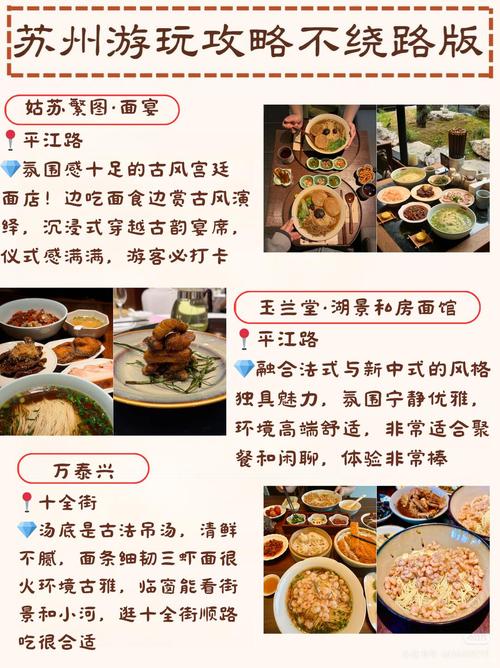 苏州游玩攻略不绕路版
姑苏繁图·面宴
平江路
氛围感十足的古风宫廷
面店！边吃面食边赏古风演
绎，沉浸式穿越古韵宴席，
仪式感满满，游客必打卡
玉兰堂·湖景私房面馆
平江路
融合法式与新中式的风格
独具魅力，氛围宁静优雅，
环境高端舒适，非常适合聚
餐和闲聊，体验非常棒
万泰兴
十全街
汤底是古法吊汤，清鲜
不腻，面条细韧三虾面很
火环境古雅，临窗能看街
景和小河，逛十全街顺路
吃很合适